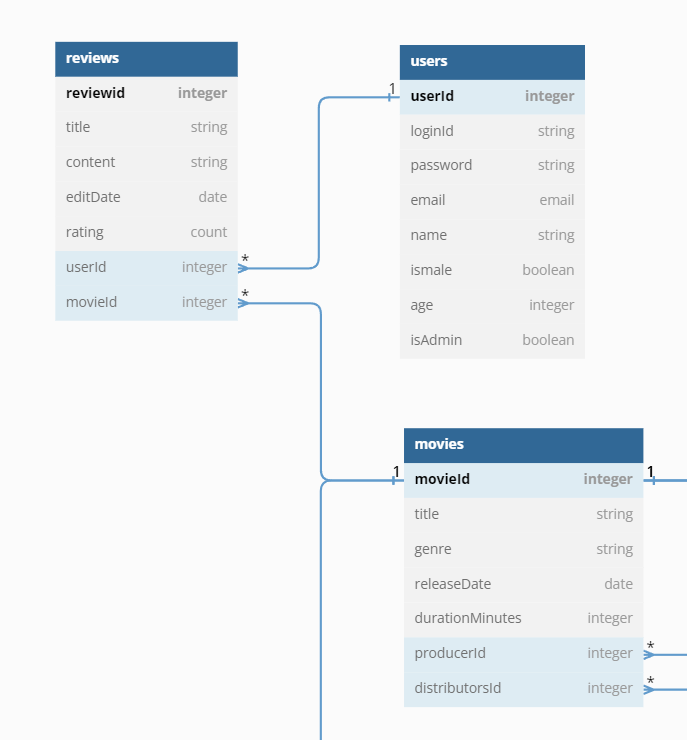 reviews
reviewid integer
title string
content string
editDate date
rating count
userId integer *
movieId integer *
users
1 userId integer
loginId string
password string
email email
name string
ismale boolean
age integer
isAdmin boolean
movies
1 movieId integer 1
title string
genre string
releaseDate date
durationMinutes integer
producerId integer *
distributorsId integer *